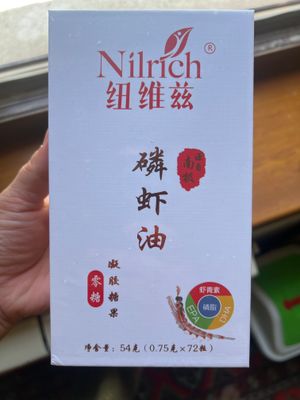 Nilrich®
纽维兹
南极
磷虾油
凝胶糖果
零糖
虾青素
磷脂
EPA
DHA
净含量：54克(0.75克×72粒)